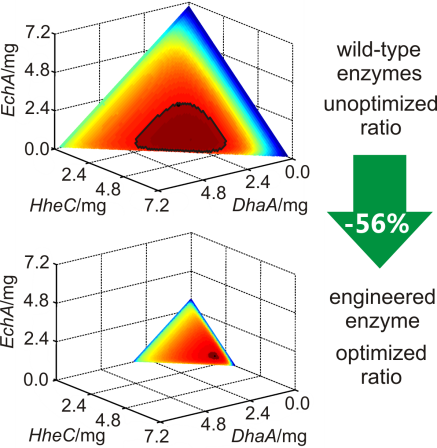 7.2
4.8
2.4
0.0
EchA/mg
2.4
4.8
7.2
HheC/mg
4.8
2.4
0.0
DhaA/mg
wild-type
enzymes
unoptimized
ratio
-56%
7.2
4.8
2.4
0.0
EchA/mg
2.4
4.8
7.2
HheC/mg
4.8
2.4
0.0
DhaA/mg
engineered
enzyme
optimized
ratio